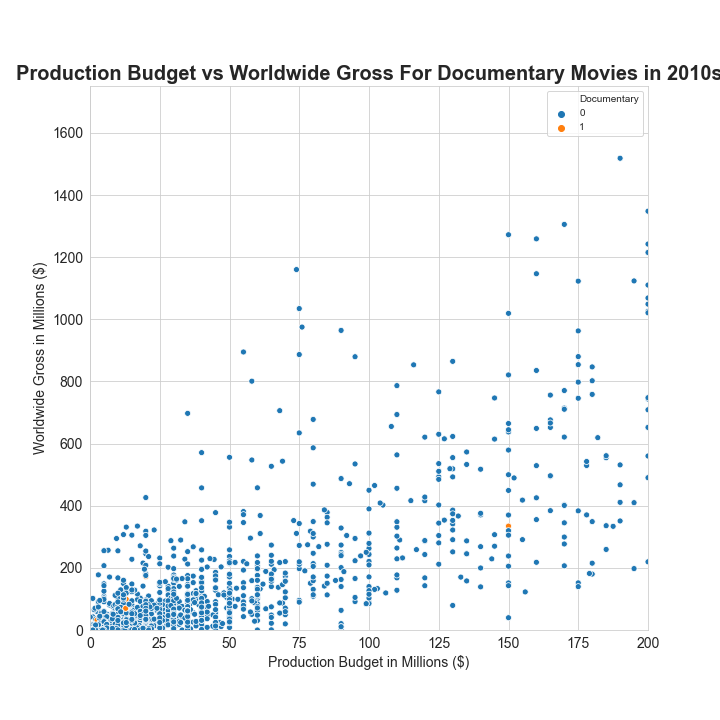 Production Budget vs Worldwide Gross For Documentary Movies in 2010s
Documentary
0
1
1600
1400
1200
1000
800
600
400
200
0
Worldwide Gross in Millions ($)
0 25 50 75 100 125 150 175 200
Production Budget in Millions ($)